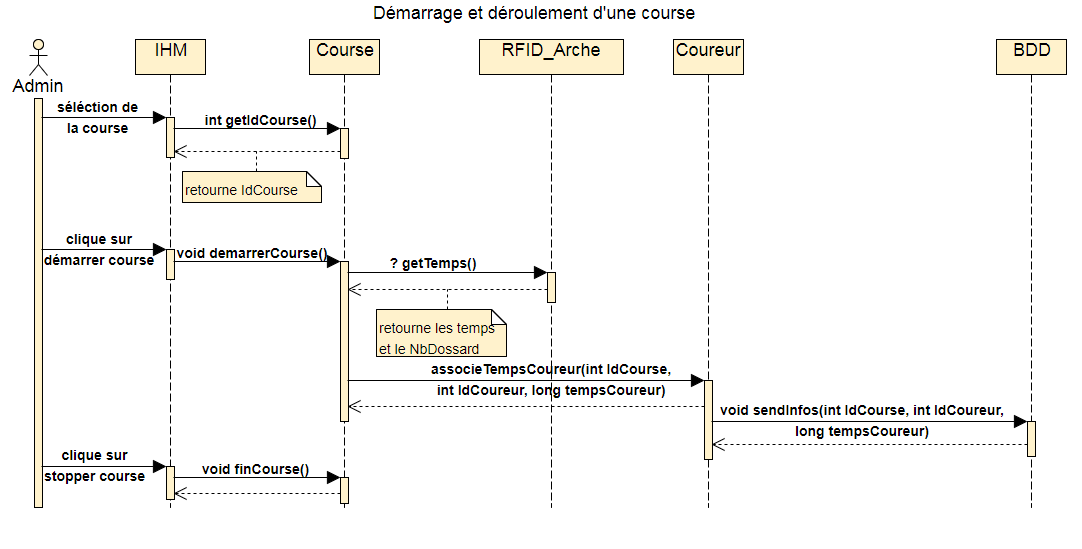 Démarrage et déroulement d'une course
IHM
Course
RFID_Arche
Coureur
BDD
Admin
séléction de
la course
int getIdCourse()
retourne IdCourse
clique sur
démarrer course
void demarrerCourse()
? getTemps()
retourne les temps
et le NbDossard
associeTempsCoureur(int IdCourse,
int IdCoureur, long tempsCoureur)
void sendInfos(int IdCourse, int IdCoureur,
long tempsCoureur)
clique sur
stopper course
void finCourse()